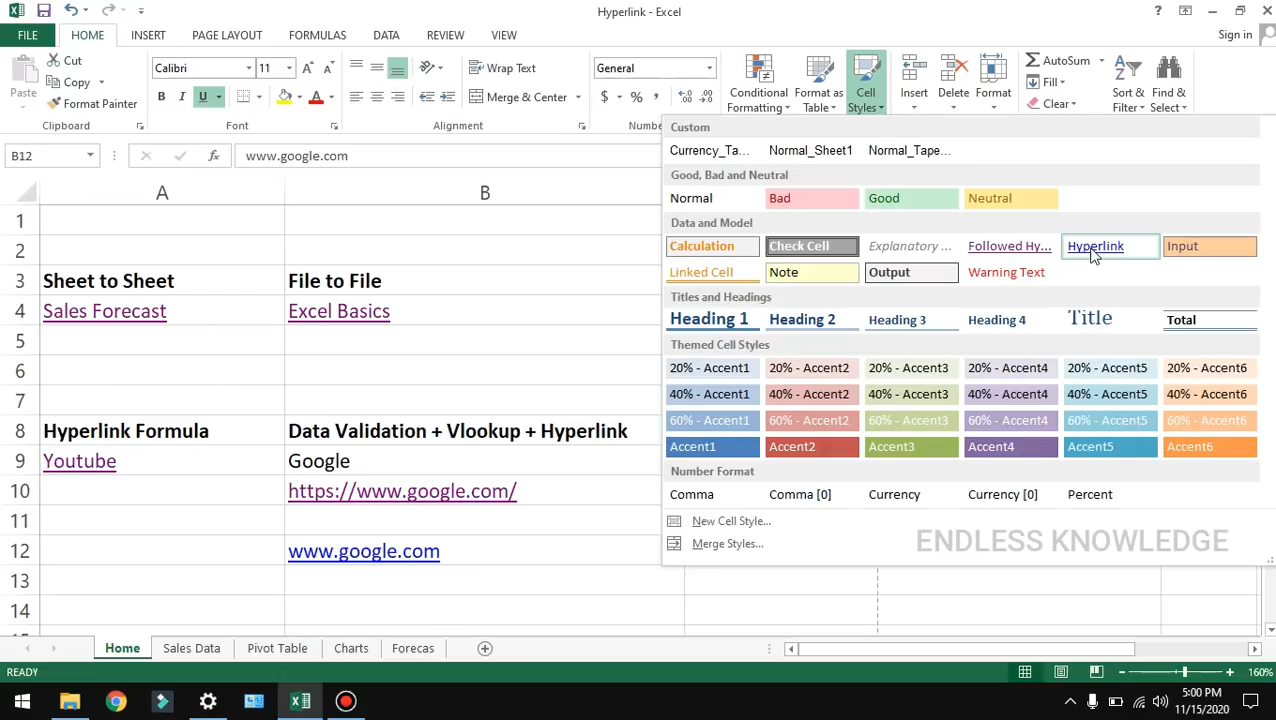 Hyperlink - Excel
?
FILE HOME INSERT PAGE LAYOUT FORMULAS DATA REVIEW VIEW Sign in
Paste
Cut
Copy
Format Painter
Clipboard
Calibri 11
B I U
Font
Wrap Text
Merge & Center
Alignment
General
$ % ,
Numbe
Conditional Formatting
Format as Table
Cell Styles
Insert
Delete
Format
AutoSum
Fill
Clear
Sort & Filter
Find & Select
B12 fx www.google.com
A B
1
2
3 Sheet to Sheet File to File
4 Sales Forecast Excel Basics
5
6
7
8 Hyperlink Formula Data Validation + Vlookup + Hyperlink
9 Youtube Google
10 https://www.google.com/
11
12 www.google.com
13
14
Custom
Currency_Ta... Normal_Sheet1 Normal_Tape...
Good, Bad and Neutral
Normal Bad Good Neutral
Data and Model
Calculation Check Cell Explanatory ... Followed Hy... Hyperlink Input
Linked Cell Note Output Warning Text
Titles and Headings
Heading 1 Heading 2 Heading 3 Heading 4 Title Total
Themed Cell Styles
20% - Accent1 20% - Accent2 20% - Accent3 20% - Accent4 20% - Accent5 20% - Accent6
40% - Accent1 40% - Accent2 40% - Accent3 40% - Accent4 40% - Accent5 40% - Accent6
60% - Accent1 60% - Accent2 60% - Accent3 60% - Accent4 60% - Accent5 60% - Accent6
Accent1 Accent2 Accent3 Accent4 Accent5 Accent6
Number Format
Comma Comma [0] Currency Currency [0] Percent
New Cell Style...
Merge Styles...
ENDLESS KNOWLEDGE
Home Sales Data Pivot Table Charts Forecas
READY 160%
5:00 PM
11/15/2020